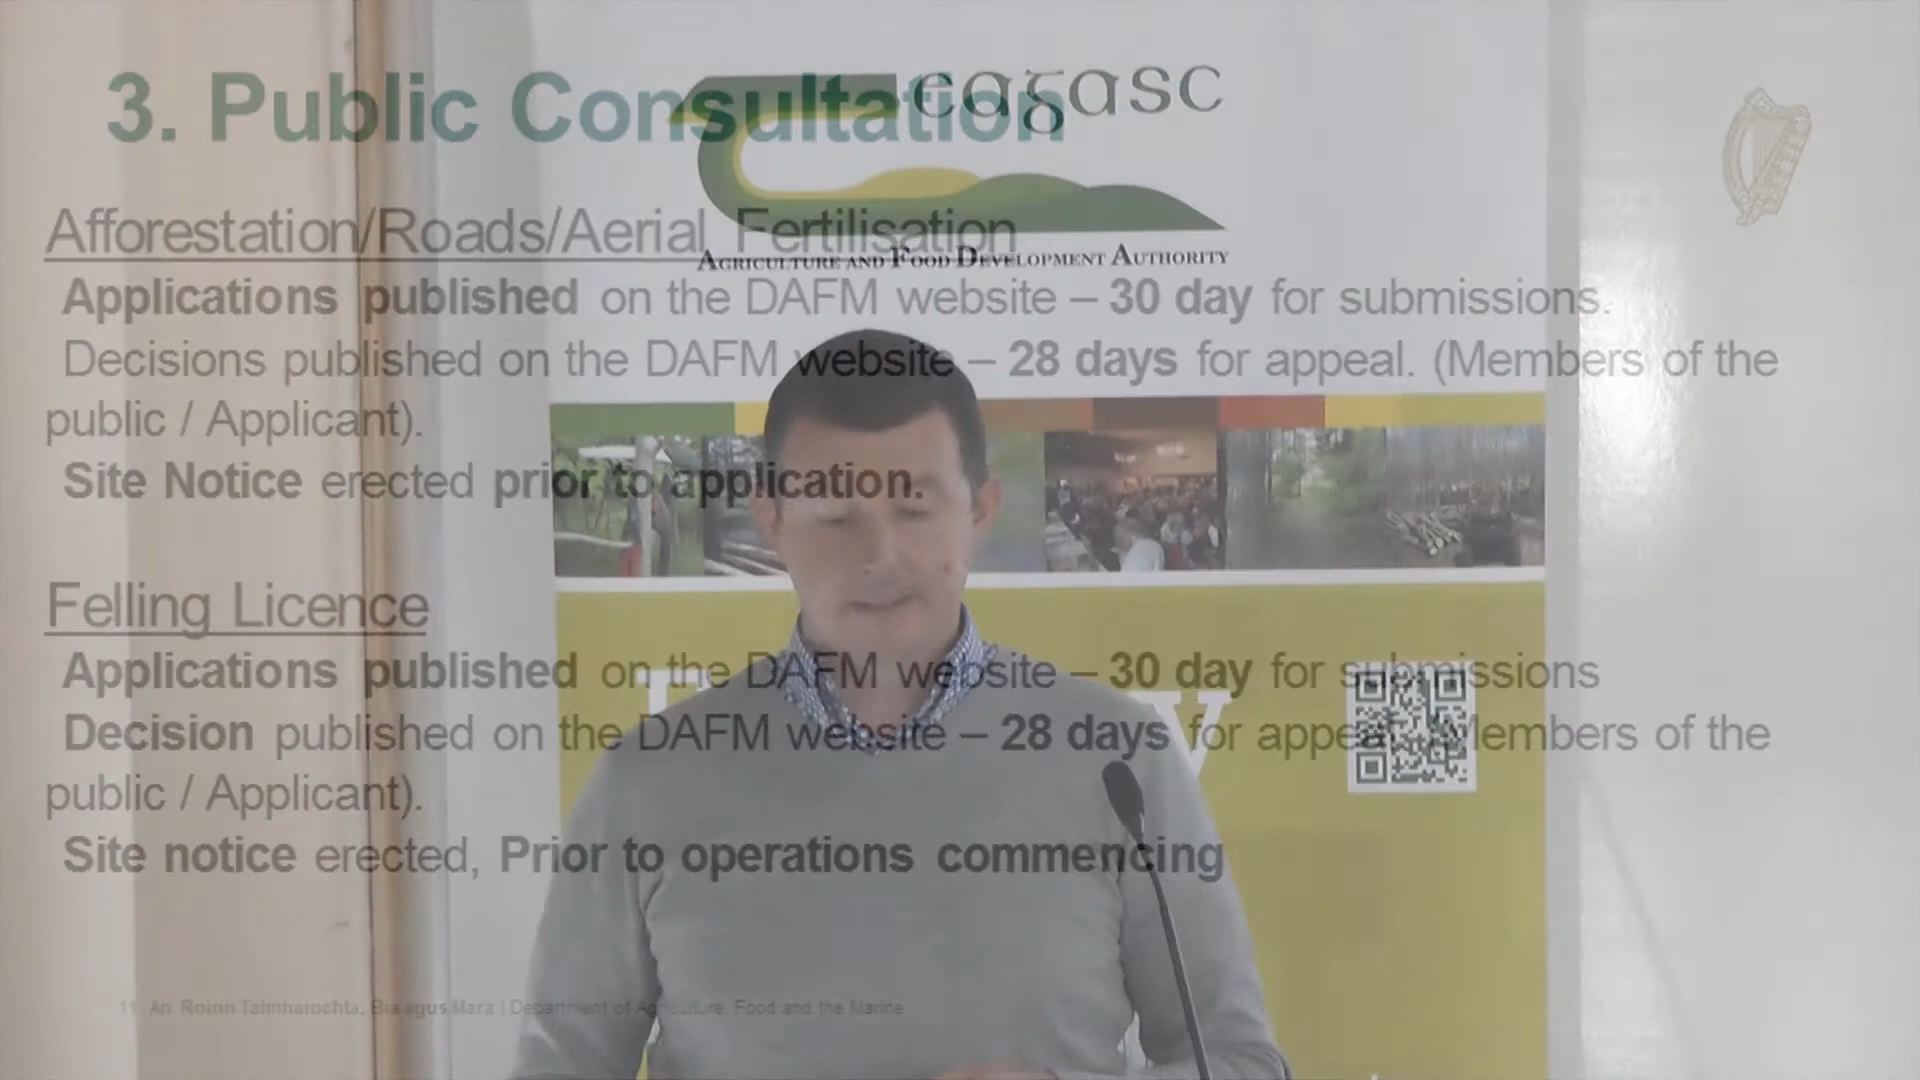 3. Public Consultation
eagasc
AGRICULTURE AND FOOD DEVELOPMENT AUTHORITY
Afforestation/Roads/Aerial Fertilisation
Applications published on the DAFM website – 30 day for submissions.
Decisions published on the DAFM website – 28 days for appeal. (Members of the
public / Applicant).
Site Notice erected prior to application.
Felling Licence
Applications published on the DAFM website – 30 day for submissions
Decision published on the DAFM website – 28 days for appeal. (Members of the
public / Applicant).
Site notice erected, Prior to operations commencing
11 An Roinn Talmhaíochta, Bia agus Mara | Department of Agriculture, Food and the Marine